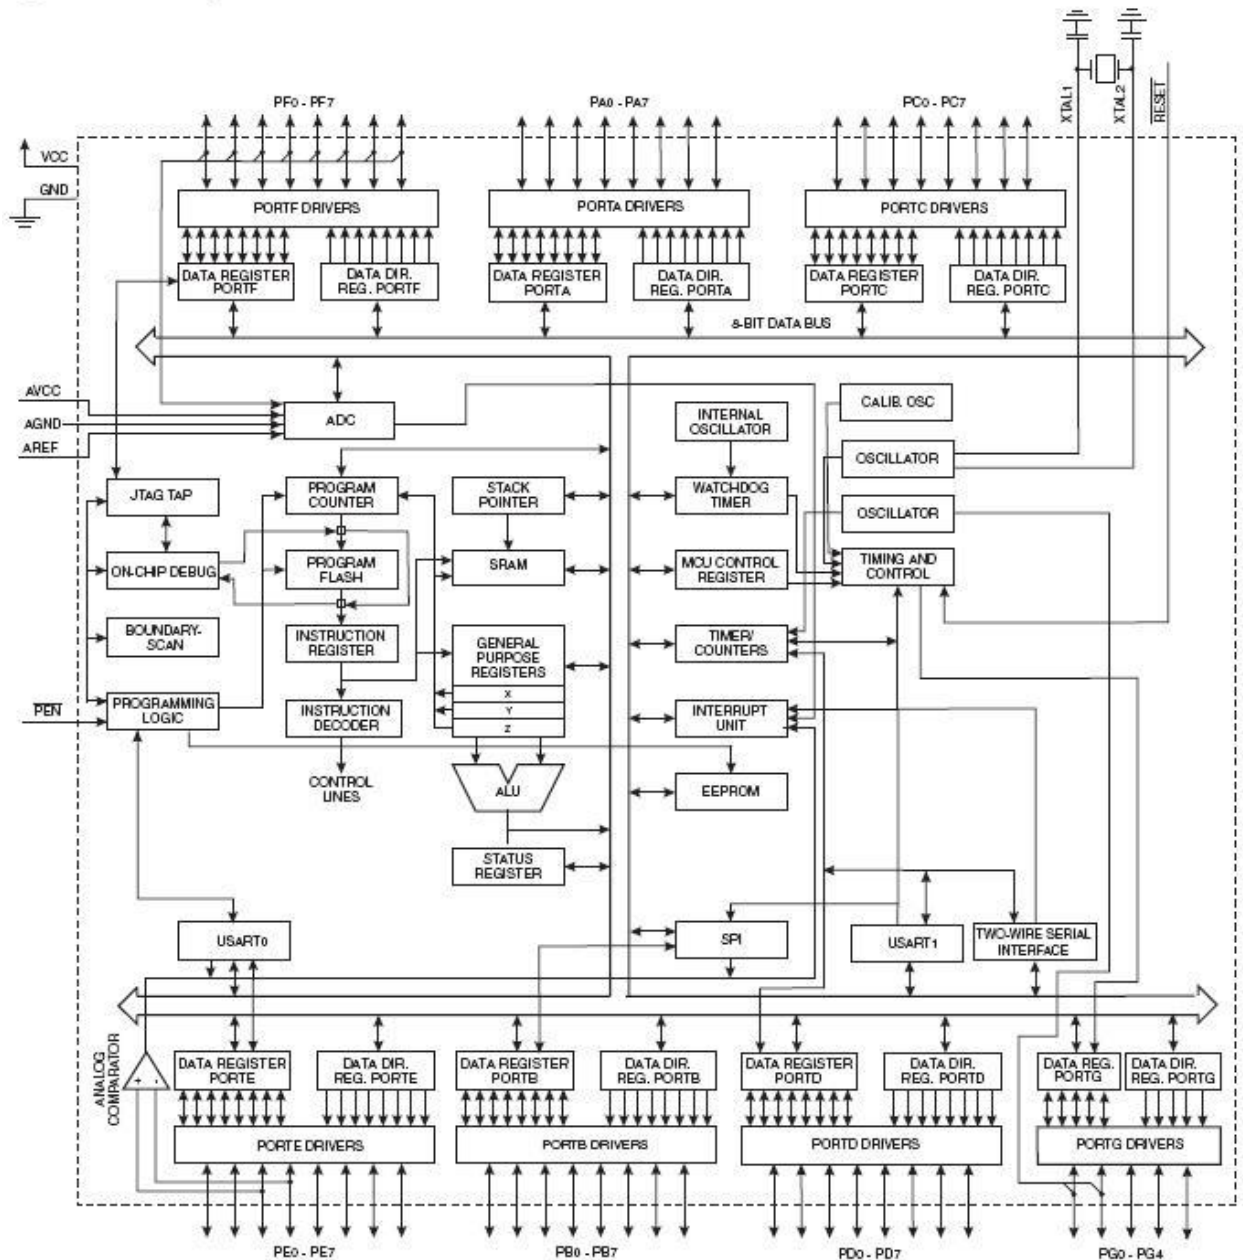 XTAL1
XTAL2
RESET
PF0 - PF7
PA0 - PA7
PC0 - PC7
VCC
GND
PORTF DRIVERS
PORTA DRIVERS
PORTC DRIVERS
DATA REGISTER
PORTF
DATA DIR.
REG. PORTF
DATA REGISTER
PORTA
DATA DIR.
REG. PORTA
DATA REGISTER
PORTC
DATA DIR.
REG. PORTC
8-BIT DATA BUS
AVCC
AGND
AREF
ADC
INTERNAL
OSCILLATOR
CALIB. OSC
OSCILLATOR
JTAG TAP
PROGRAM
COUNTER
STACK
POINTER
WATCHDOG
TIMER
OSCILLATOR
ON-CHIP DEBUG
PROGRAM
FLASH
SRAM
MCU CONTROL
REGISTER
TIMING AND
CONTROL
BOUNDARY-
SCAN
INSTRUCTION
REGISTER
GENERAL
PURPOSE
REGISTERS
X
Y
Z
TIMER/
COUNTERS
PEN
PROGRAMMING
LOGIC
INSTRUCTION
DECODER
INTERRUPT
UNIT
CONTROL
LINES
ALU
EEPROM
STATUS
REGISTER
USART0
SPI
USART1
TWO-WIRE SERIAL
INTERFACE
ANALOG
COMPARATOR
+
-
DATA REGISTER
PORTE
DATA DIR.
REG. PORTE
DATA REGISTER
PORTB
DATA DIR.
REG. PORTB
DATA REGISTER
PORTD
DATA DIR.
REG. PORTD
DATA REG.
PORTG
DATA DIR.
REG. PORTG
PORTE DRIVERS
PORTB DRIVERS
PORTD DRIVERS
PORTG DRIVERS
PE0 - PE7
PB0 - PB7
PD0 - PD7
PG0 - PG4